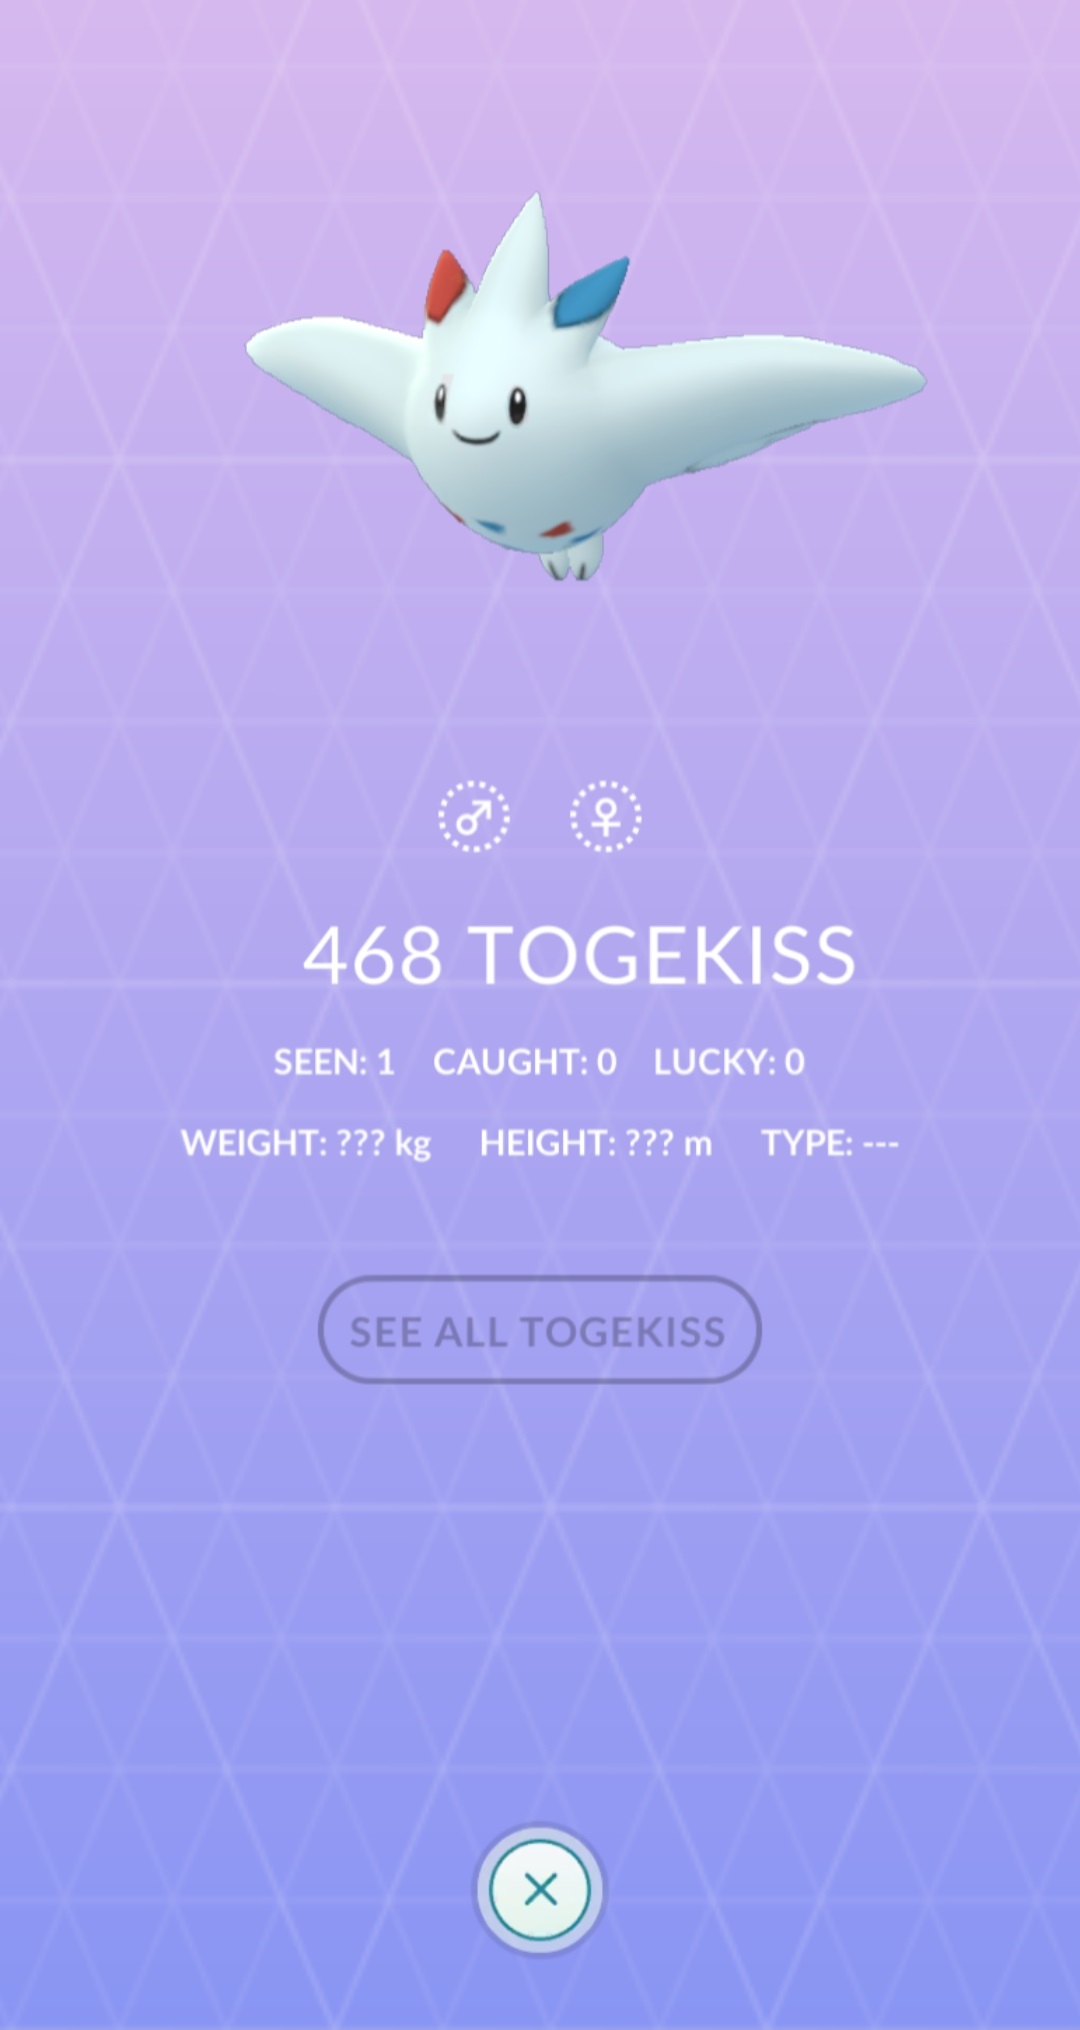 ♂ ♀
468 TOGEKISS
SEEN: 1 CAUGHT: 0 LUCKY: 0
WEIGHT: ??? kg HEIGHT: ??? m TYPE: ---
SEE ALL TOGEKISS